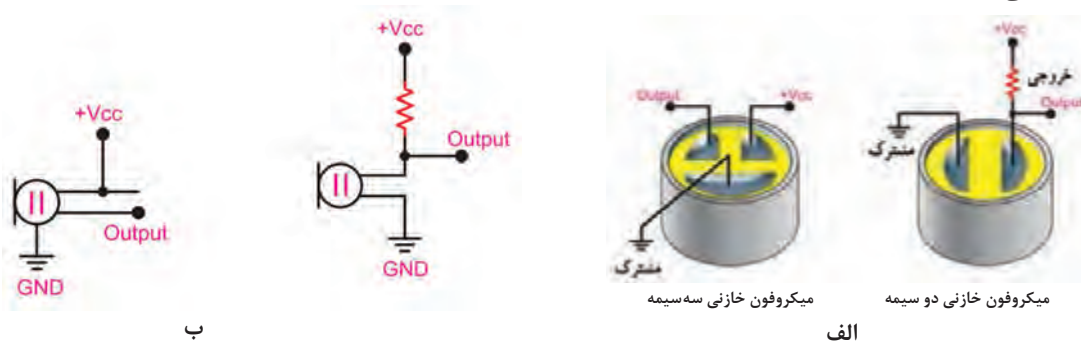 +Vcc
Output
GND
+Vcc
Output
GND
ب
Output
+Vcc
مشترک
میکروفون خازنی سه‌سیمه
+Vcc
خروجی
Output
مشترک
میکروفون خازنی دو سیمه
الف